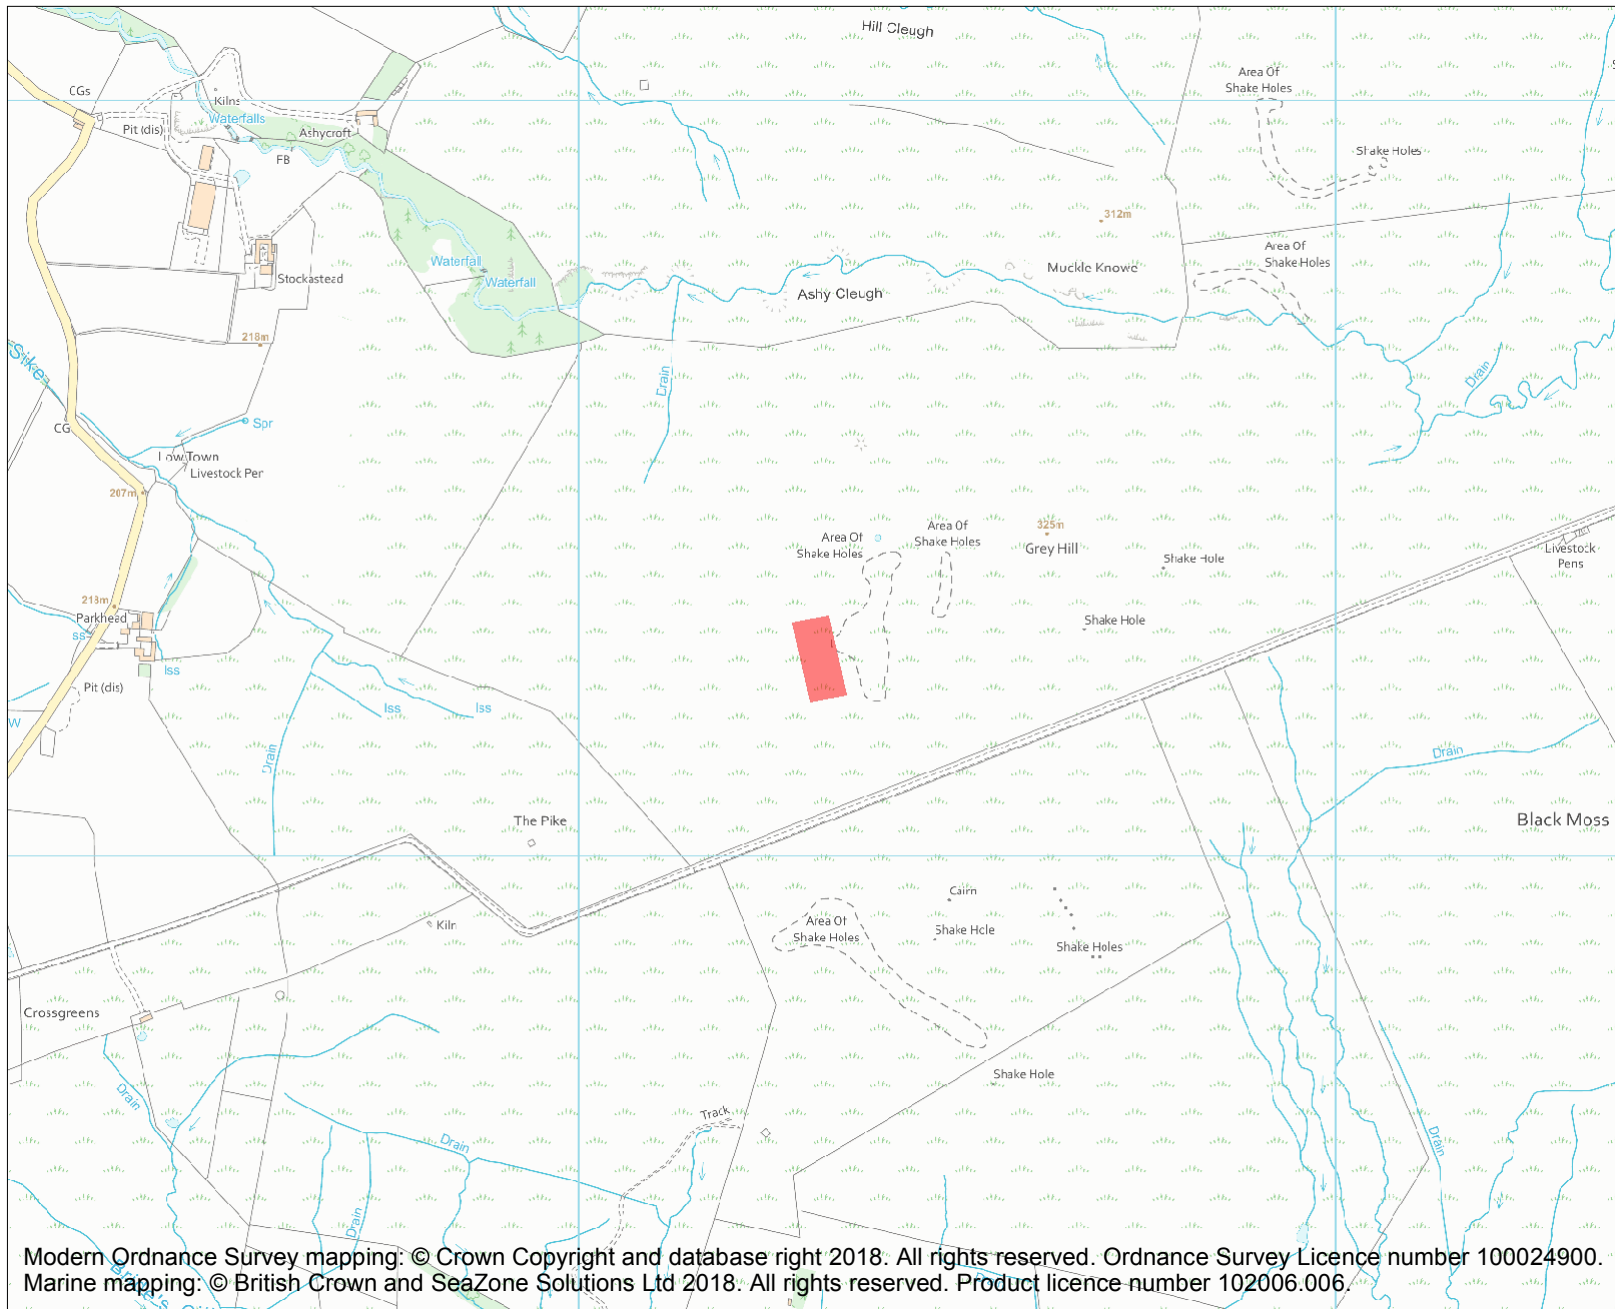 Hill Cleugh
Area Of
Shake Holes
CGs
Kilns
Waterfalls
Pit (dis)
Ashycroft
FB
Shake Holes
312m
Area Of
Shake Holes
Muckle Knowe
Waterfall
Waterfall
Stockastead
Ashy Cleugh
218m
Sike
Drain
Drain
Spr
CG
Low Town
Livestock Pen
207m
325m
Area Of
Shake Holes
Area Of
Shake Holes
Grey Hill
Shake Hole
Livestock
Pens
218m
Parkhead
Shake Hole
Iss
Pit (dis)
Iss
Iss
W
Drain
Drain
The Pike
Black Moss
Cairn
Area Of
Shake Holes
Kiln
Shake Hole
Shake Holes
Crossgreens
Shake Hole
Drain
Track
Drain
Drain
Drain
Modern Ordnance Survey mapping: © Crown Copyright and database right 2018. All rights reserved. Ordnance Survey Licence number 100024900.
Marine mapping: © British Crown and SeaZone Solutions Ltd 2018. All rights reserved. Product licence number 102006.006.